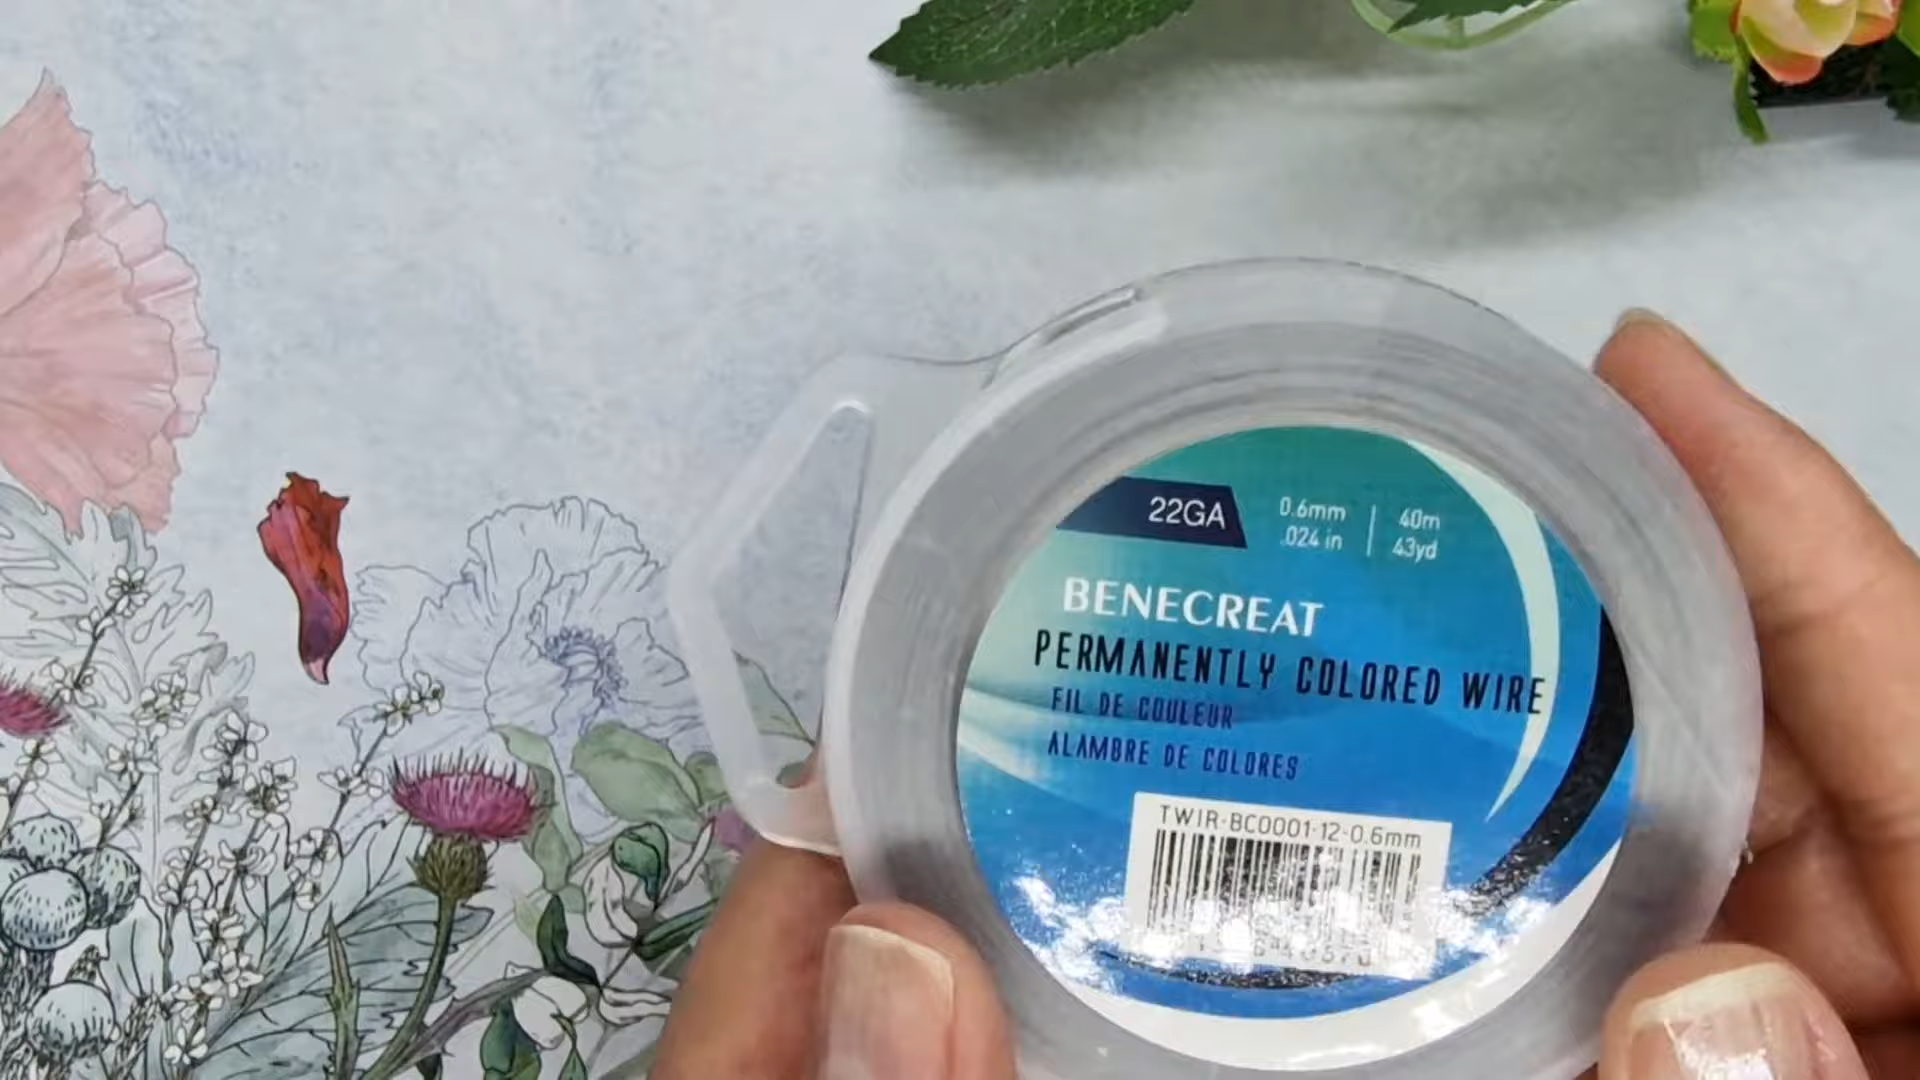 22GA
0.6mm
.024 in
40m
43yd
BENECREAT
PERMANENTLY COLORED WIRE
FIL DE COULEUR
ALAMBRE DE COLORES
TWIR-BC0001-12-0.6mm